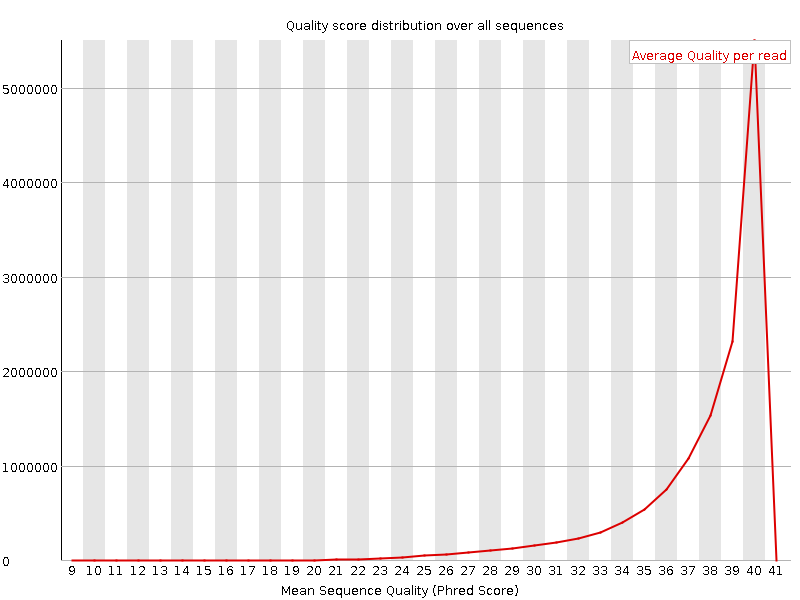 Quality score distribution over all sequences
Average Quality per read
5000000
4000000
3000000
2000000
1000000
0
9 10 11 12 13 14 15 16 17 18 19 20 21 22 23 24 25 26 27 28 29 30 31 32 33 34 35 36 37 38 39 40 41
Mean Sequence Quality (Phred Score)